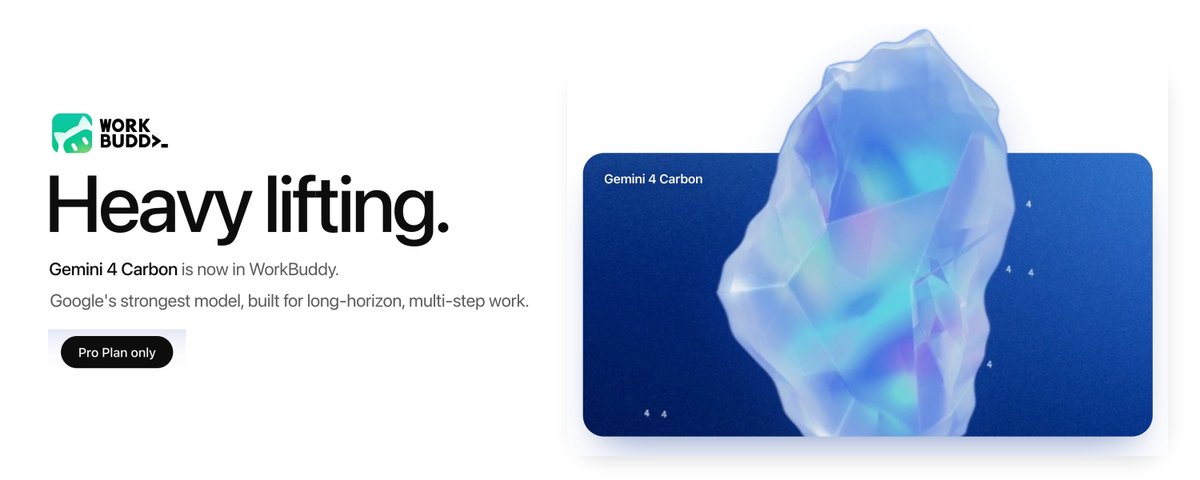 WORK
BUDD>_
Heavy lifting.
Gemini 4 Carbon is now in WorkBuddy.
Google's strongest model, built for long-horizon, multi-step work.
Pro Plan only
Gemini 4 Carbon
4
4 4
4
4 4